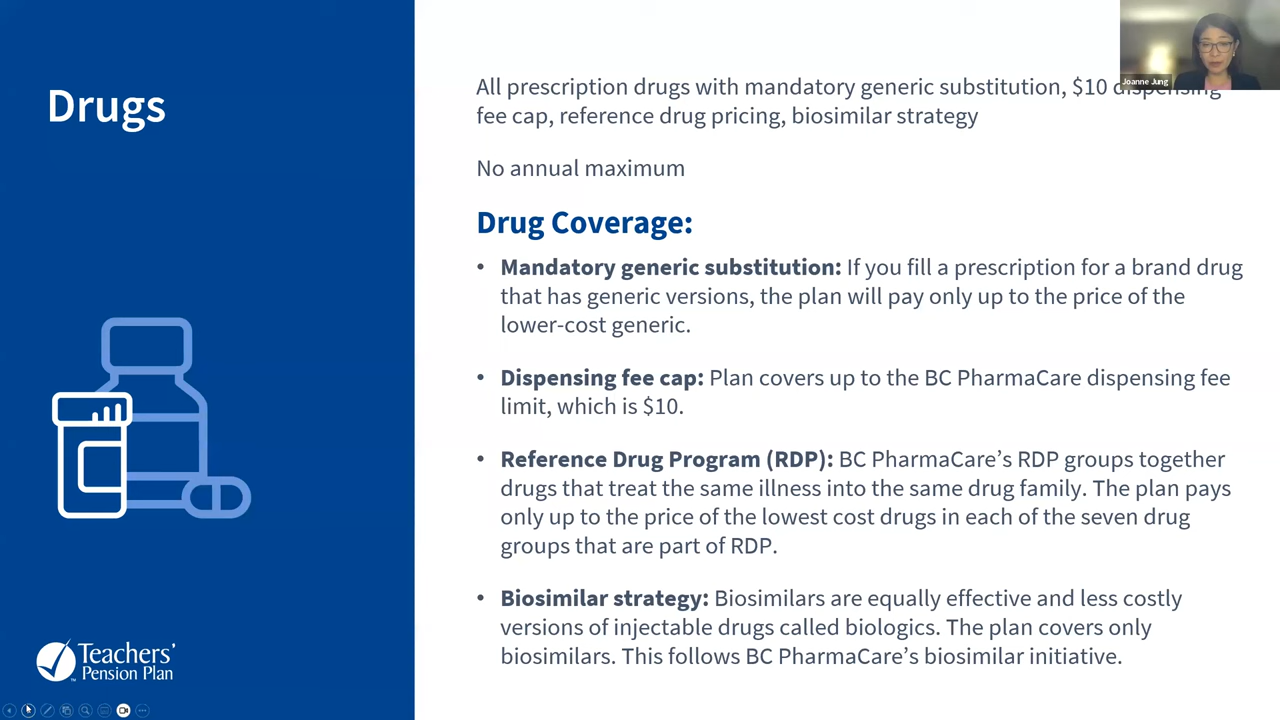 Drugs
All prescription drugs with mandatory generic substitution, $10 dispensing
fee cap, reference drug pricing, biosimilar strategy
No annual maximum
Drug Coverage:
• Mandatory generic substitution: If you fill a prescription for a brand drug
that has generic versions, the plan will pay only up to the price of the
lower-cost generic.
• Dispensing fee cap: Plan covers up to the BC PharmaCare dispensing fee
limit, which is $10.
• Reference Drug Program (RDP): BC PharmaCare’s RDP groups together
drugs that treat the same illness into the same drug family. The plan pays
only up to the price of the lowest cost drugs in each of the seven drug
groups that are part of RDP.
• Biosimilar strategy: Biosimilars are equally effective and less costly
versions of injectable drugs called biologics. The plan covers only
biosimilars. This follows BC PharmaCare’s biosimilar initiative.
Teachers’
Pension Plan
™
Joanne Jung